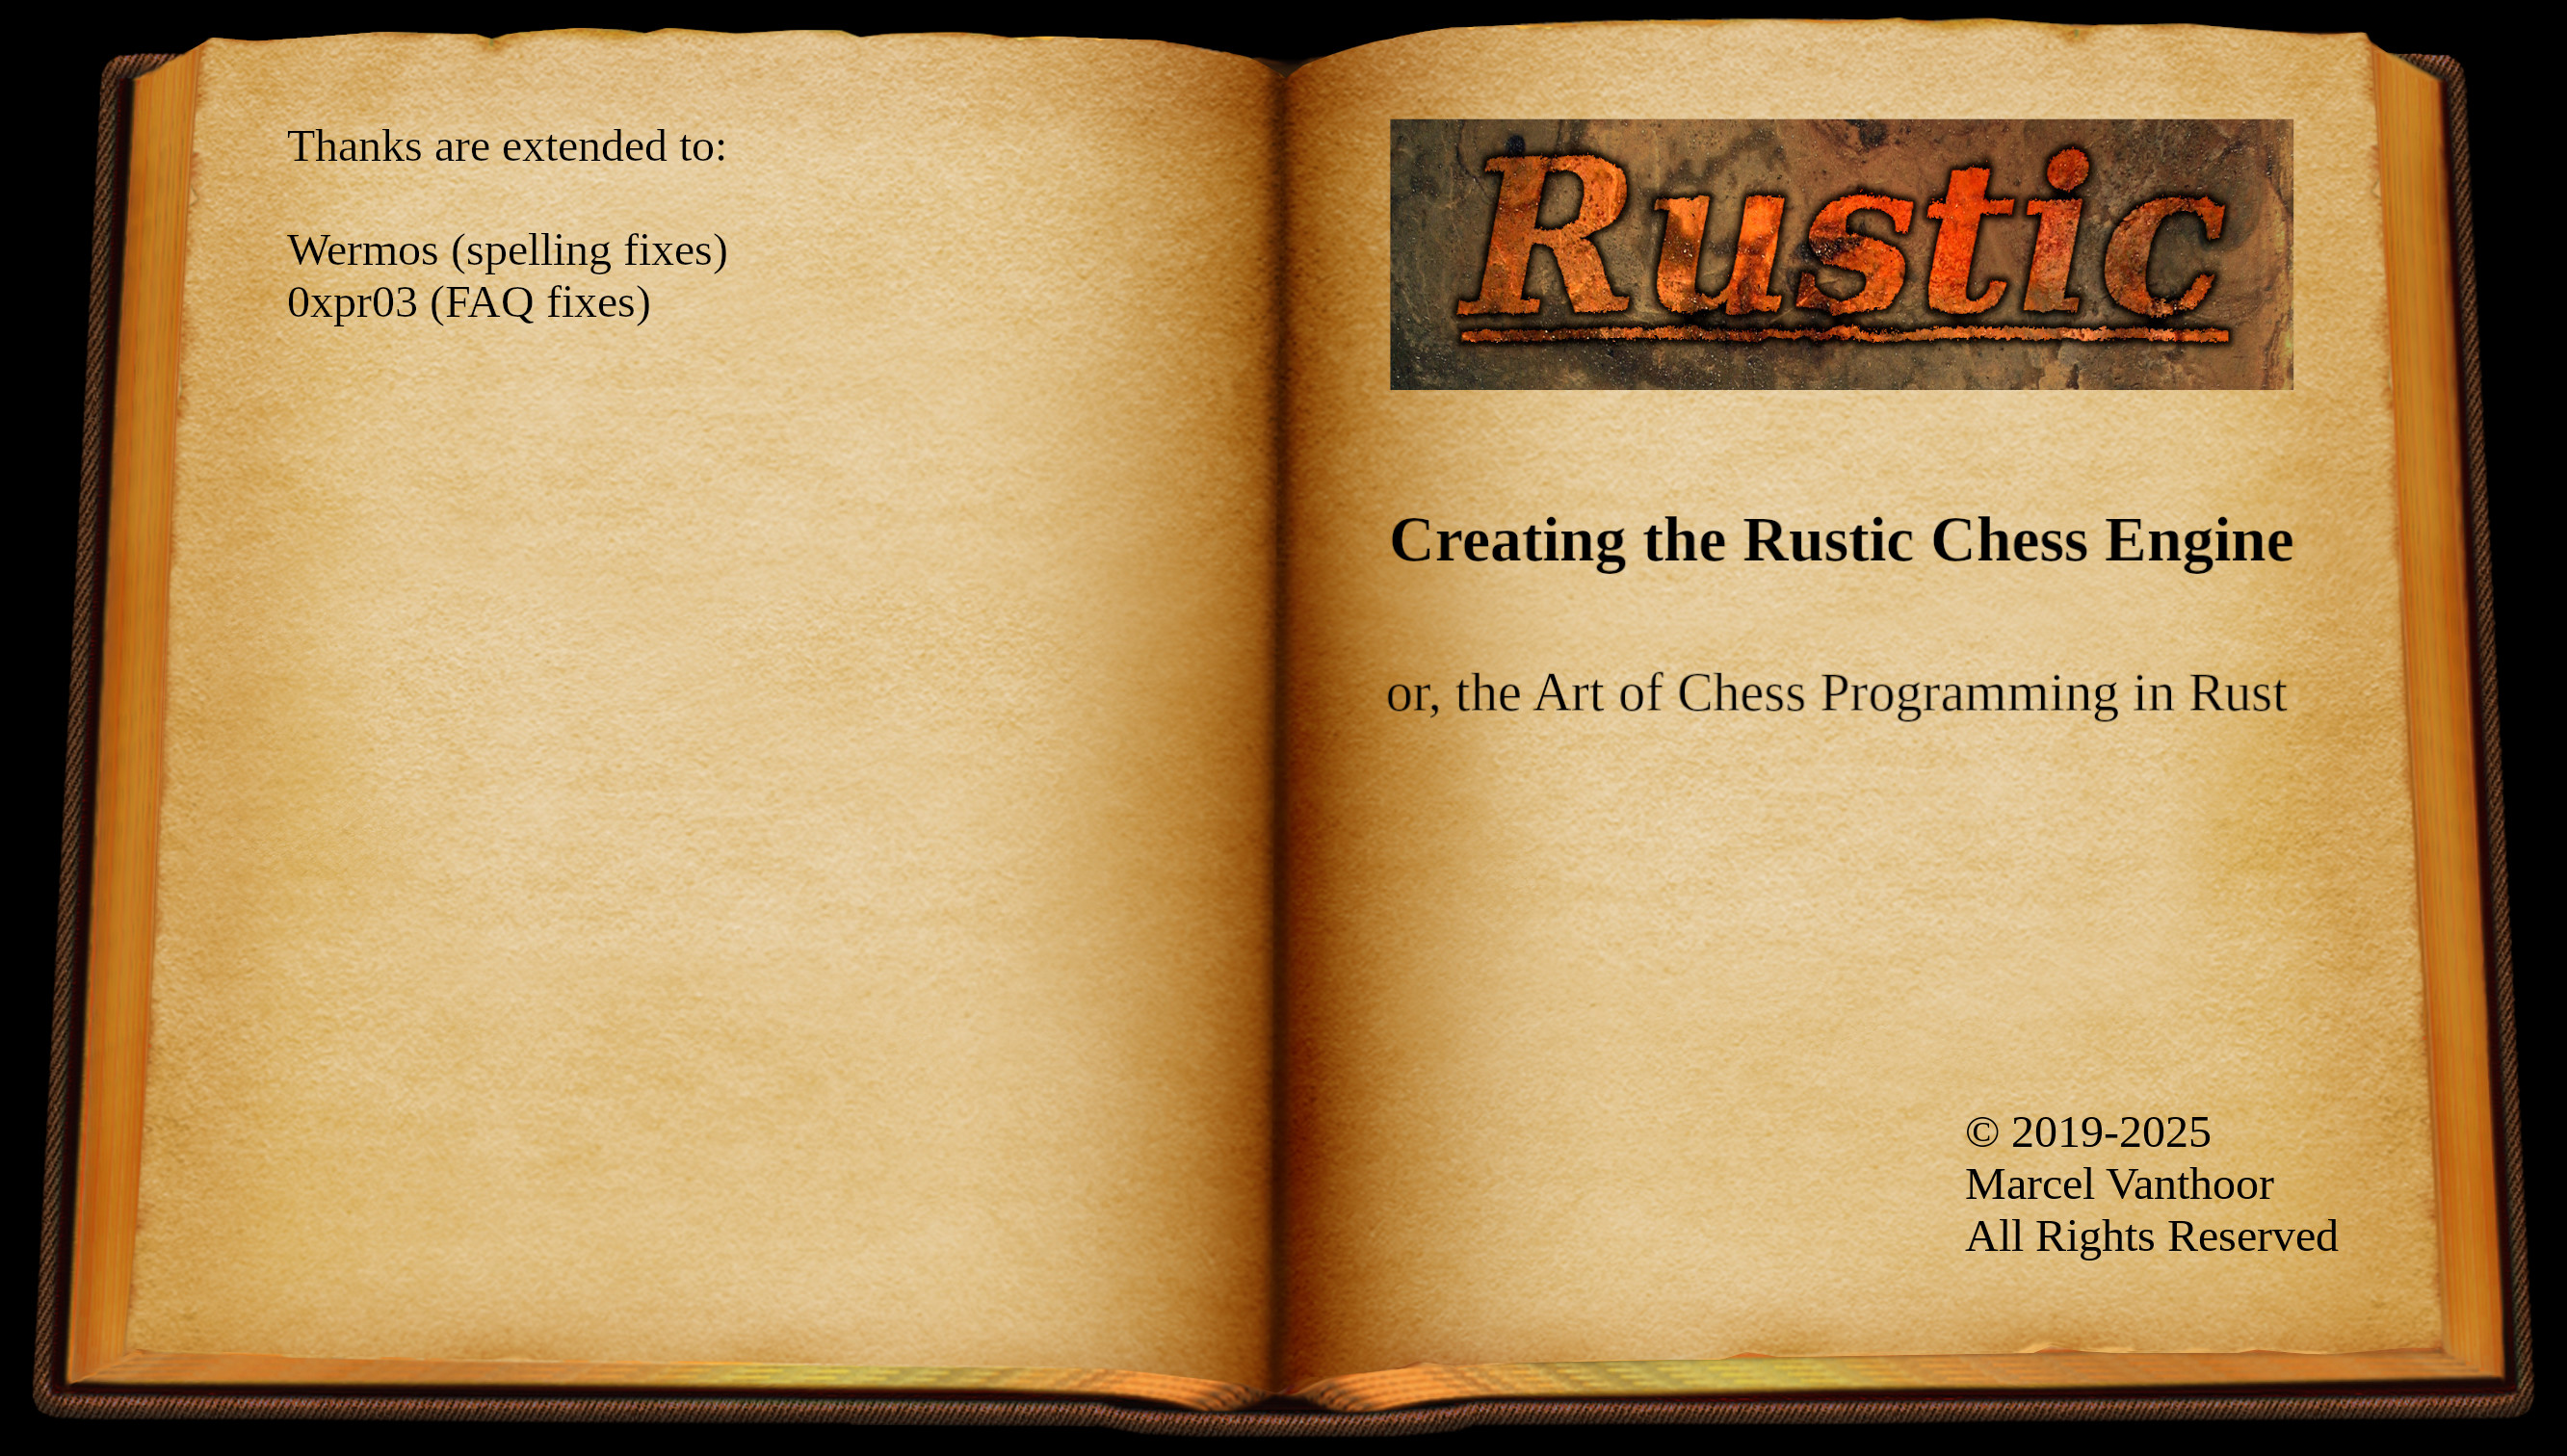 Thanks are extended to:
Wermos (spelling fixes)
0xpr03 (FAQ fixes)
Rustic
Creating the Rustic Chess Engine
or, the Art of Chess Programming in Rust
© 2019-2025
Marcel Vanthoor
All Rights Reserved